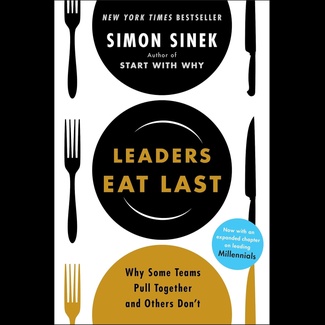 NEW YORK TIMES BESTSELLER
SIMON SINEK
Author of
START WITH WHY
LEADERS
EAT LAST
Now with an
expanded chapter
on leading
Millennials
Why Some Teams
Pull Together
and Others Don't